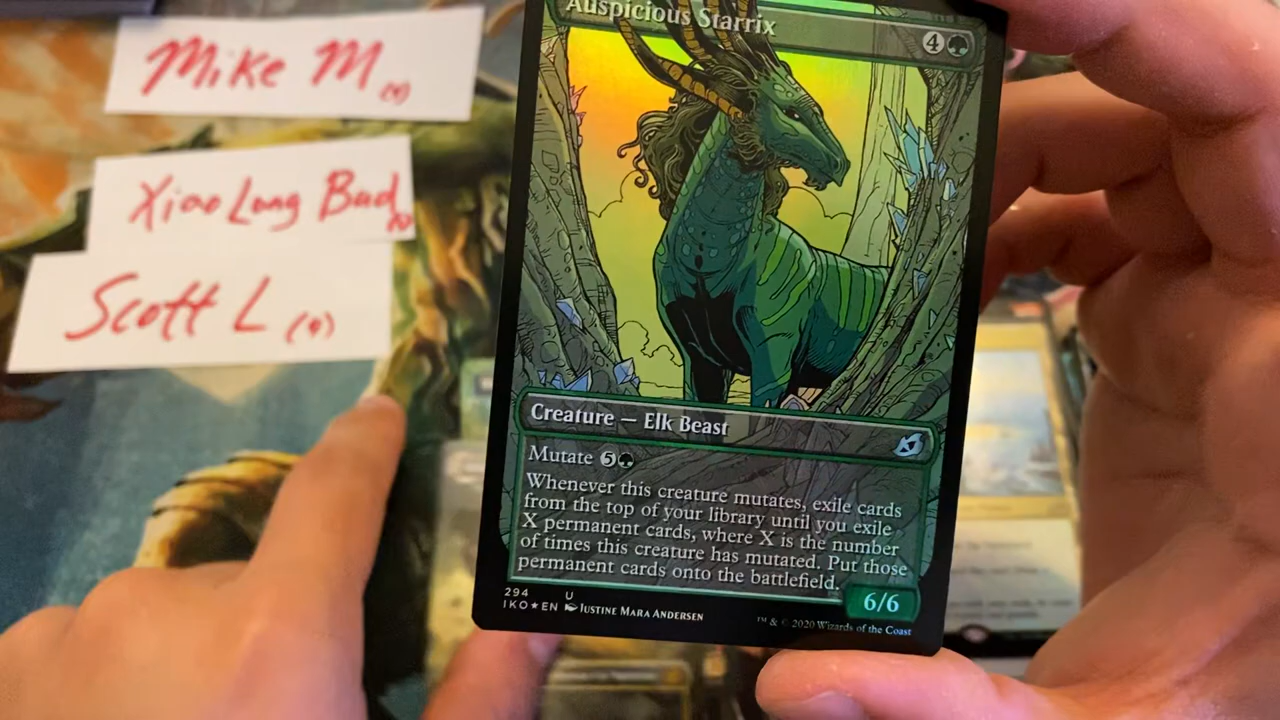 Mike M (4)
Xiao Long Bad
Scott L (4)
Auspicious Starrix
4
Creature — Elk Beast
Mutate 5
Whenever this creature mutates, exile cards
from the top of your library until you exile
X permanent cards, where X is the number
of times this creature has mutated. Put those
permanent cards onto the battlefield.
6/6
294 U
IKO★EN Justine Mara Andersen
™ & © 2020 Wizards of the Coast